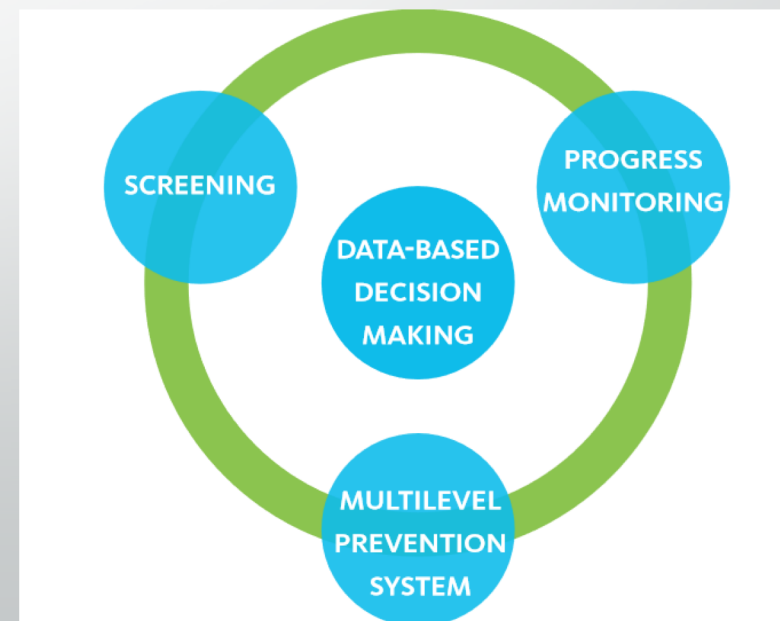 SCREENING
PROGRESS
MONITORING
DATA-BASED
DECISION
MAKING
MULTILEVEL
PREVENTION
SYSTEM